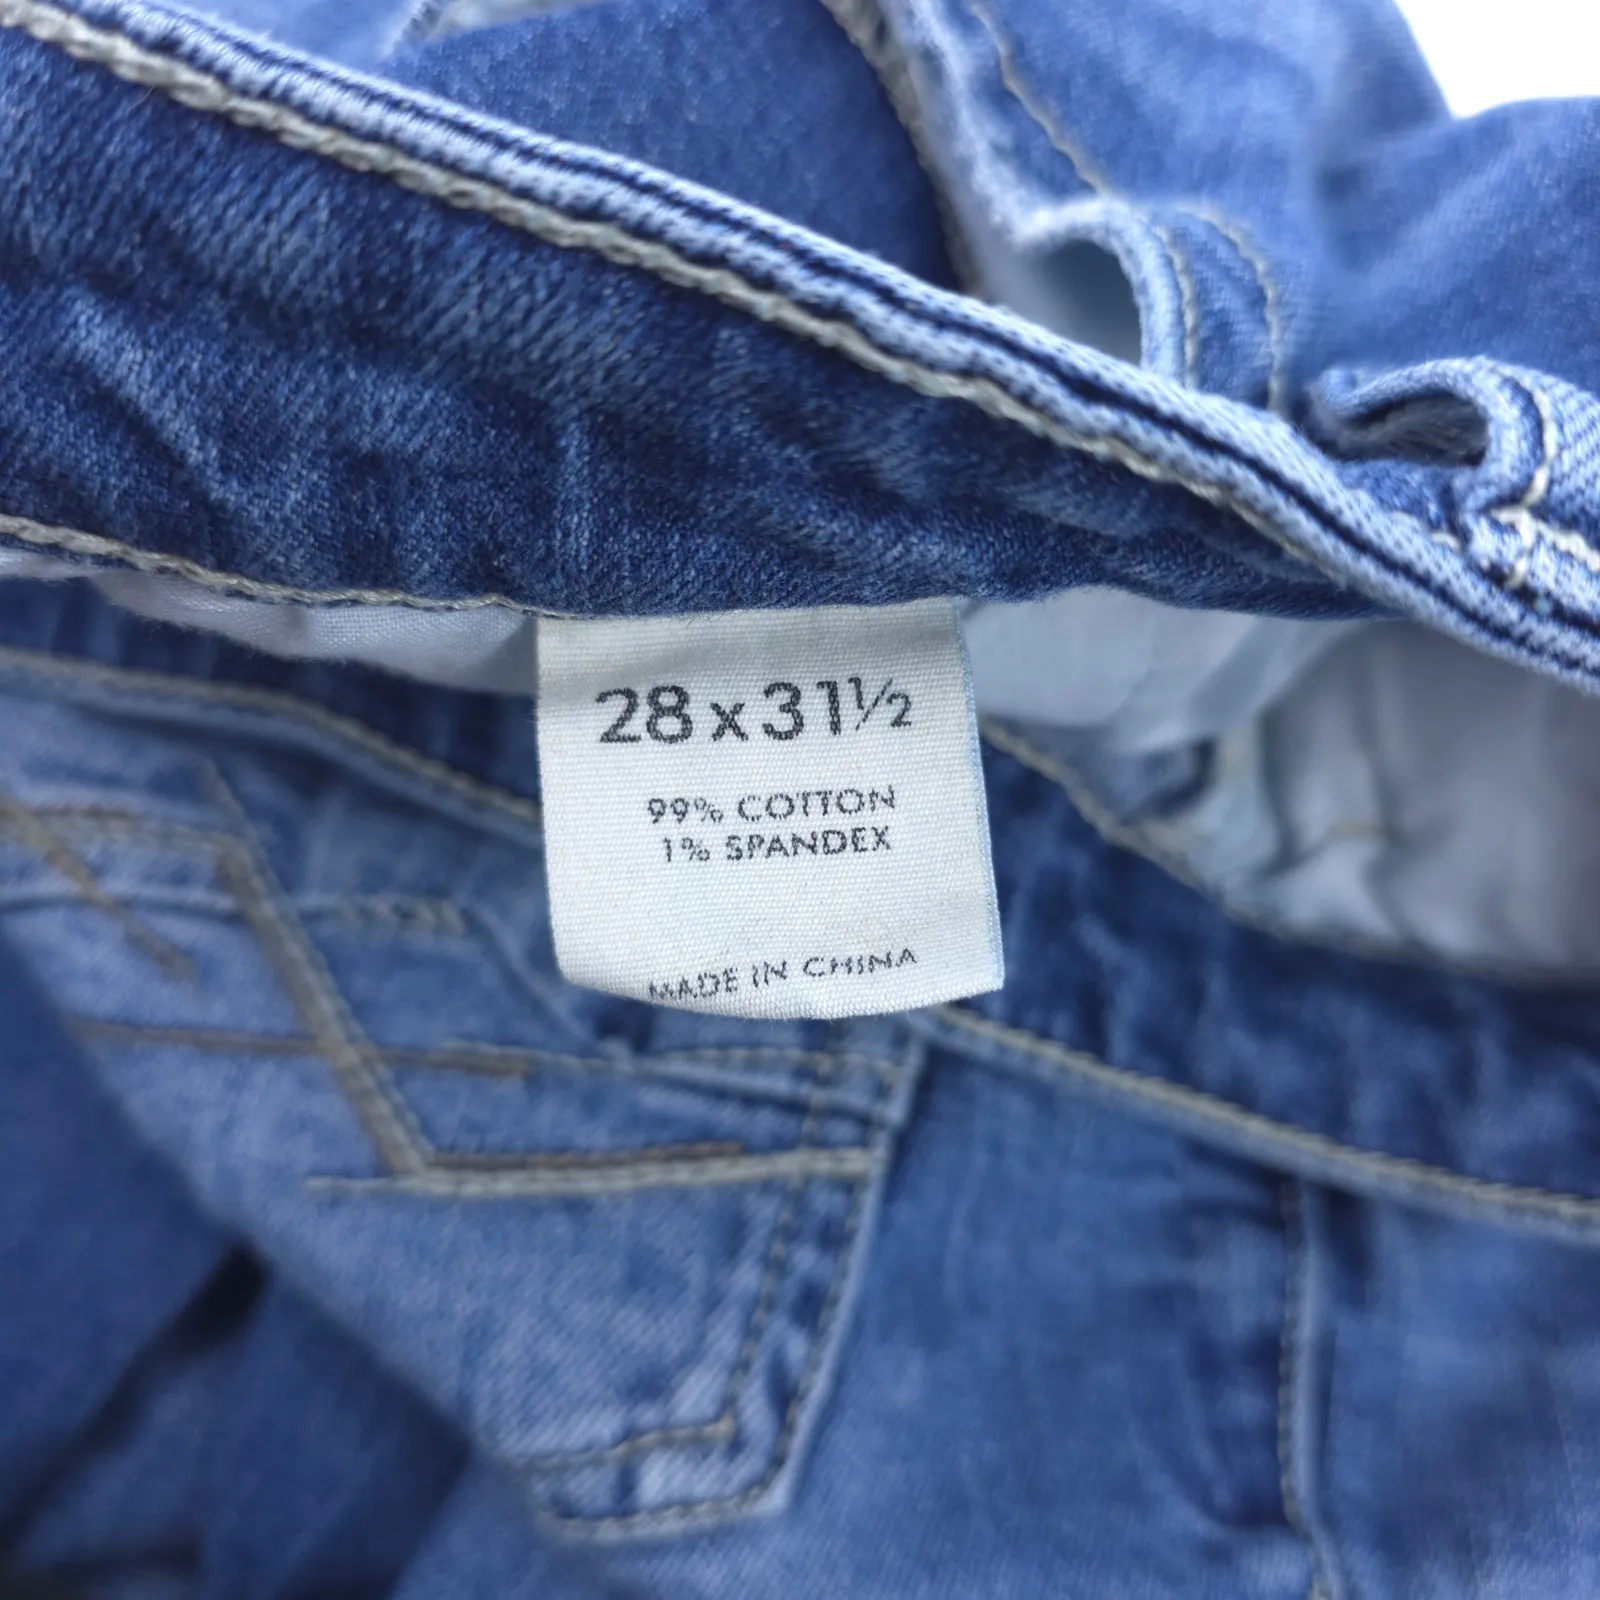 28 x 31½
99% COTTON
1% SPANDEX
MADE IN CHINA